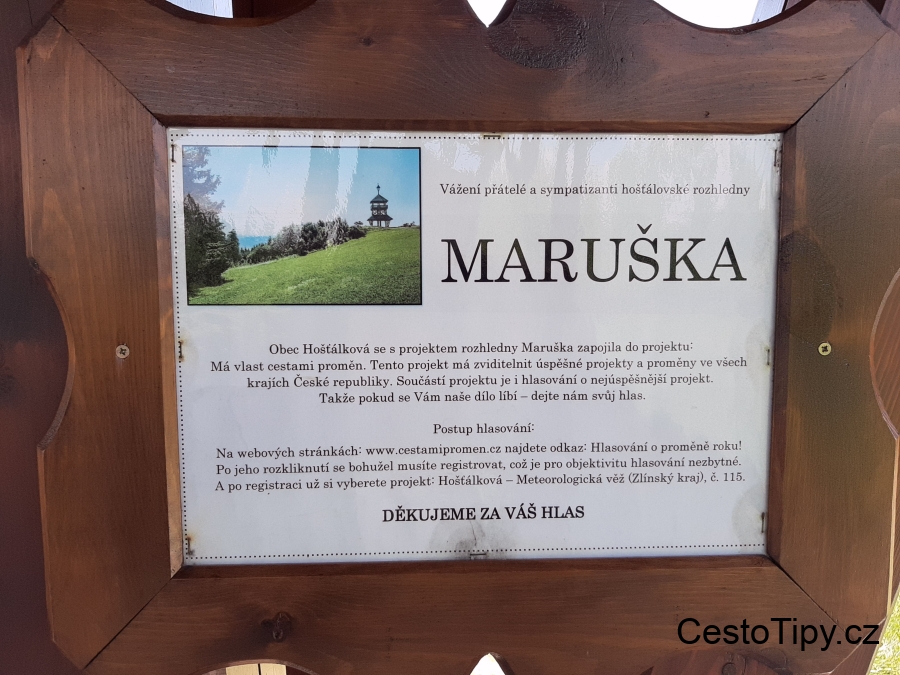 Vážení přátelé a sympatizanti hošťálovské rozhledny
MARUŠKA
Obec Hošťálková se s projektem rozhledny Maruška zapojila do projektu:
Má vlast cestami proměn. Tento projekt má zviditelnit úspěšné projekty a proměny ve všech
krajích České republiky. Součástí projektu je i hlasování o nejúspěšnější projekt.
Takže pokud se Vám naše dílo líbí – dejte nám svůj hlas.
Postup hlasování:
Na webových stránkách: www.cestamipromen.cz najdete odkaz: Hlasování o proměně roku!
Po jeho rozkliknutí se bohužel musíte registrovat, což je pro objektivitu hlasování nezbytné.
A po registraci už si vyberete projekt: Hošťálková – Meteorologická věž (Zlínský kraj), č. 115.
DĚKUJEME ZA VÁŠ HLAS
CestoTipy.cz